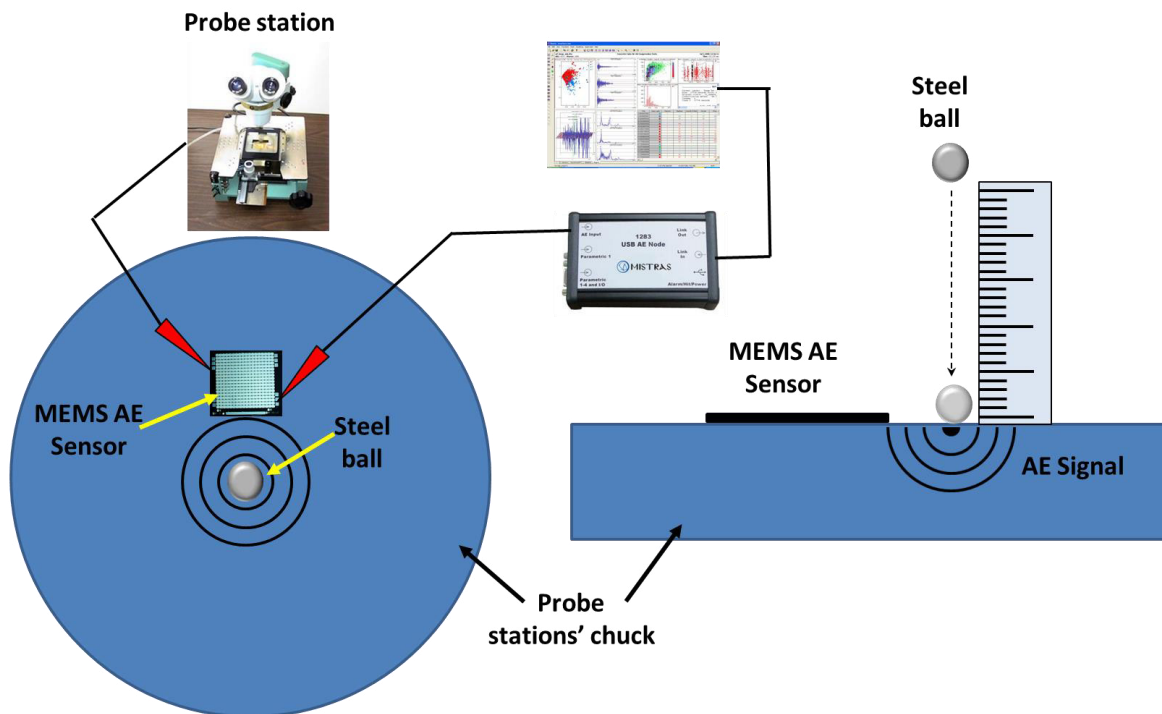 Probe station
Steel
ball
AE Input
1283
USB AE Node
Link
Out
Parametric 1
Link
In
MISTRAS
Parametric
1-4 and I/O
Alarm/Hit/Power
MEMS AE
Sensor
MEMS AE
Sensor
Steel
ball
AE Signal
Probe
stations’ chuck